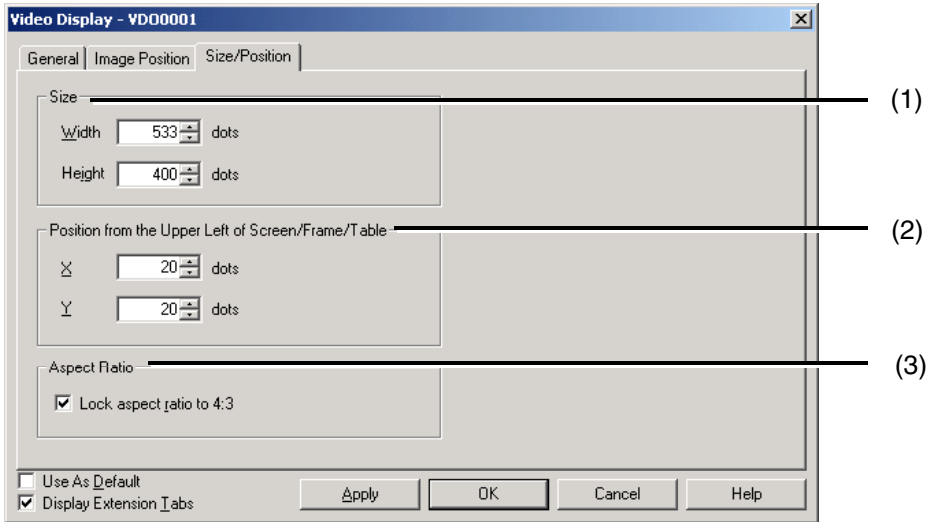 Video Display - VDO0001
General Image Position Size/Position
Size (1)
Width 533 dots
Height 400 dots
Position from the Upper Left of Screen/Frame/Table (2)
X 20 dots
Y 20 dots
Aspect Ratio (3)
Lock aspect ratio to 4:3
Use As Default
Display Extension Tabs
Apply OK Cancel Help